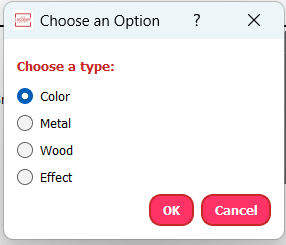 Choose an Option ?
Choose a type:
Color
Metal
Wood
Effect
OK Cancel